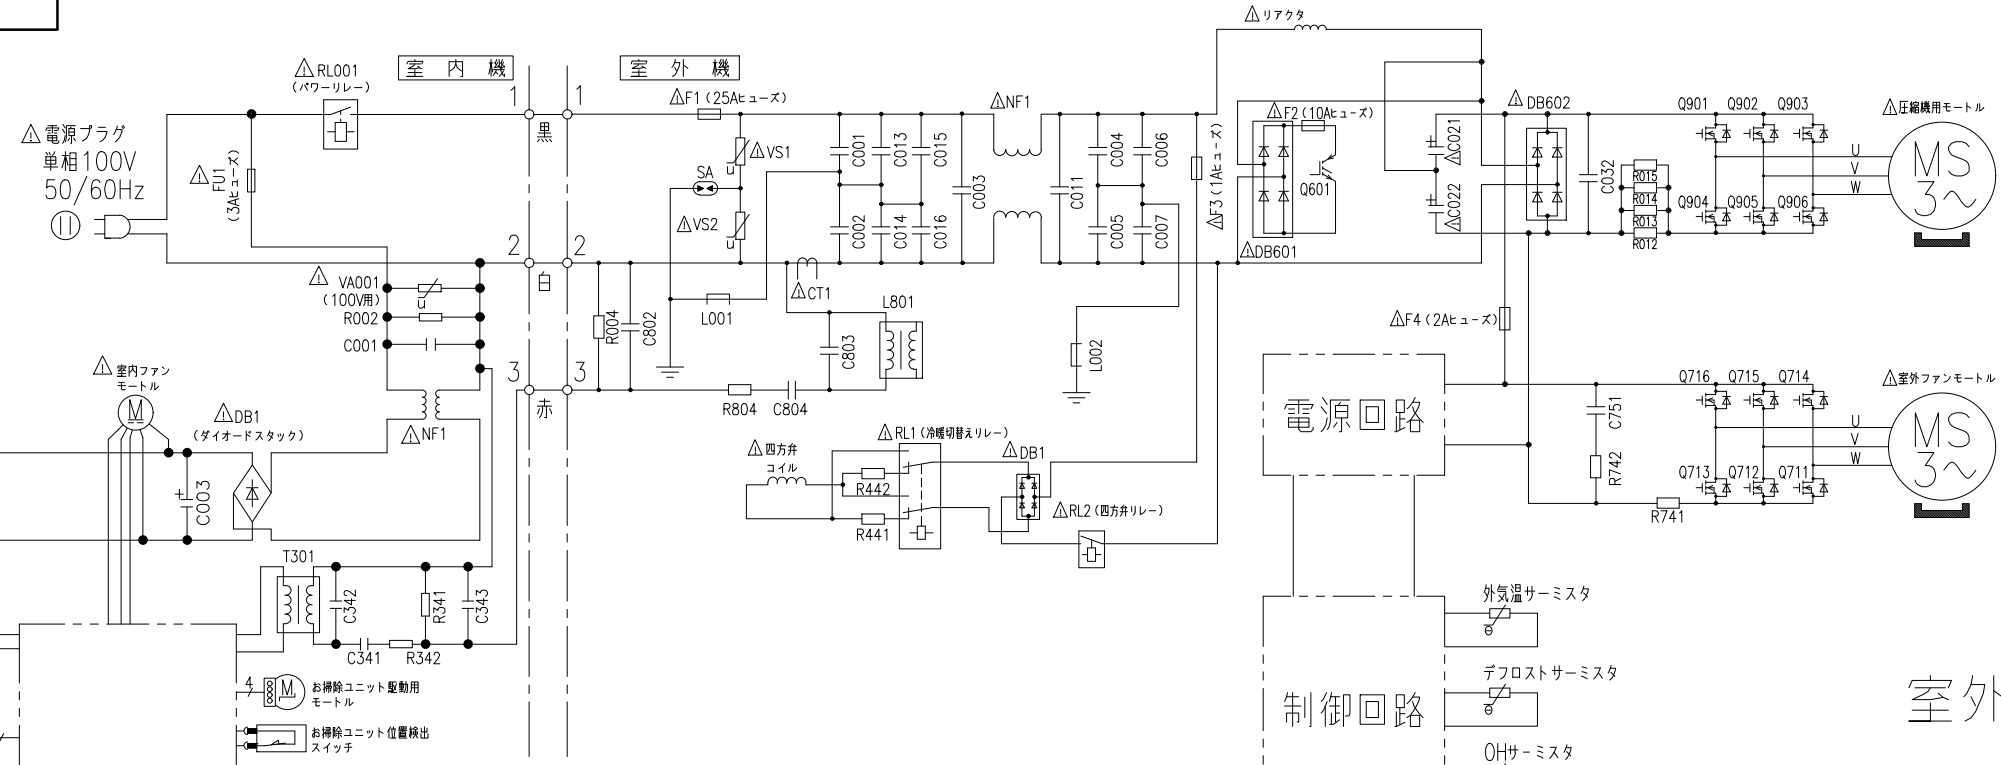 リアクタ
RL001
(パワーリレー)
室内機
室外機
1
1
F1 (25Aヒューズ)
NF1
F2 (10Aヒューズ)
DB602
Q901 Q902 Q903
圧縮機用モートル
電源プラグ
単相100V
50/60Hz
FU1
(3Aヒューズ)
黒
VS1
SA
VS2
C001
C013
C015
C003
C002
C014
C016
C011
C004
C006
C005
C007
F3 (1Aヒューズ)
Q601
DB601
C021
C022
C032
R015
R014
R013
R012
Q904 Q905 Q906
U
V
W
MS
3~
2
2
白
VA001
(100V用)
u
u
u
R002
C001
R004
C802
L001
CT1
C803
L801
L002
F4 (2Aヒューズ)
3
3
赤
R804
C804
室内ファン
モートル
M
DB1
(ダイオードスタック)
NF1
C003
電源回路
C751
R742
R741
Q716 Q715 Q714
Q713 Q712 Q711
室外ファンモートル
U
V
W
MS
3~
四方弁
コイル
RL1 (冷暖切替えリレー)
R442
R441
DB1
RL2 (四方弁リレー)
T301
C342
R341
C343
C341
R342
4
M
お掃除ユニット駆動用
モートル
お掃除ユニット位置検出
スイッチ
制御回路
外気温サーミスタ
θ
デフロストサーミスタ
θ
OHサーミスタ
室外